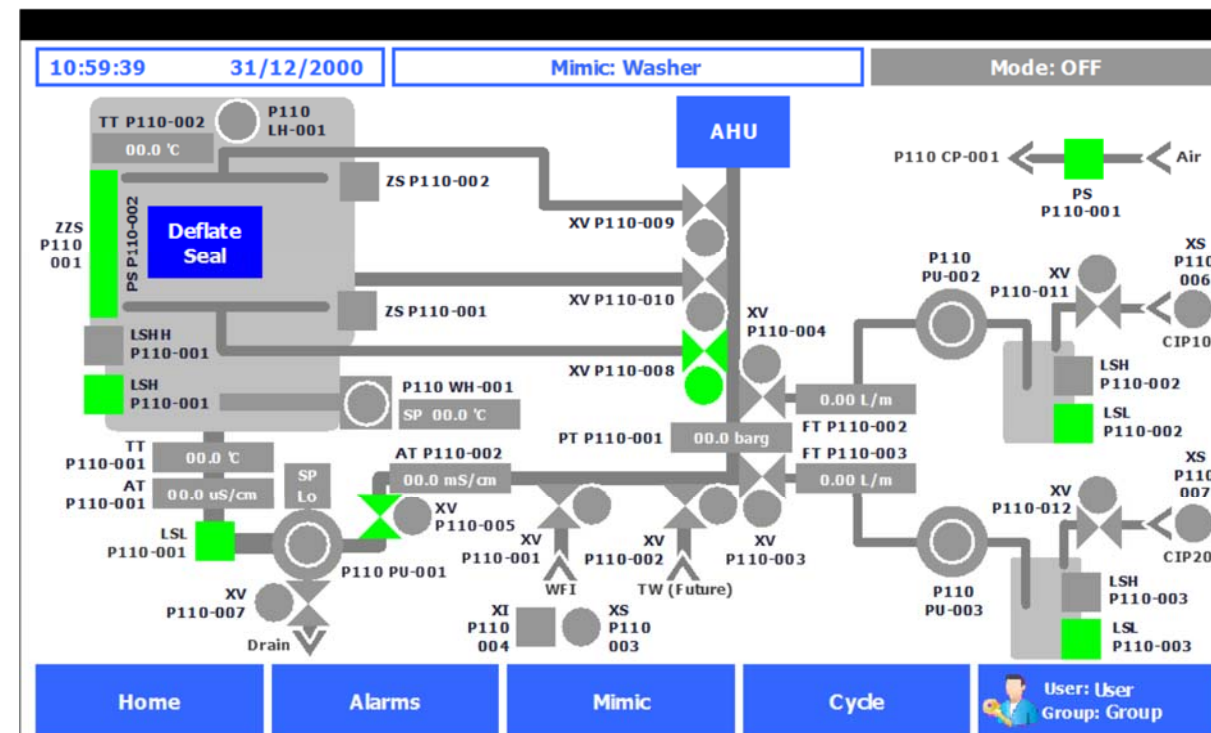 10:59:39 31/12/2000
Mimic: Washer
Mode: OFF
TT P110-002
00.0 'C
P110
LH-001
ZS P110-002
ZZS
P110
001
PS P110-002
Deflate
Seal
ZS P110-001
LSHH
P110-001
LSH
P110-001
P110 WH-001
SP 00.0 'C
AHU
XV P110-009
XV P110-010
XV P110-008
XV
P110-004
PT P110-001
00.0 barg
0.00 L/m
FT P110-002
FT P110-003
0.00 L/m
P110 CP-001
Air
PS
P110-001
P110
PU-002
XV
P110-011
XS
P110
006
CIP10
LSH
P110-002
LSL
P110-002
TT
P110-001
00.0 'C
AT
P110-001
00.0 uS/cm
SP
Lo
AT P110-002
00.0 mS/cm
XV
P110-005
LSL
P110-001
P110 PU-001
XV
P110-007
Drain
XV
P110-001
WFI
XV
P110-002
TW (Future)
XV
P110-003
XI
P110
004
XS
P110
003
P110
PU-003
XV
P110-012
XS
P110
007
CIP20
LSH
P110-003
LSL
P110-003
Home
Alarms
Mimic
Cycle
User: User
Group: Group